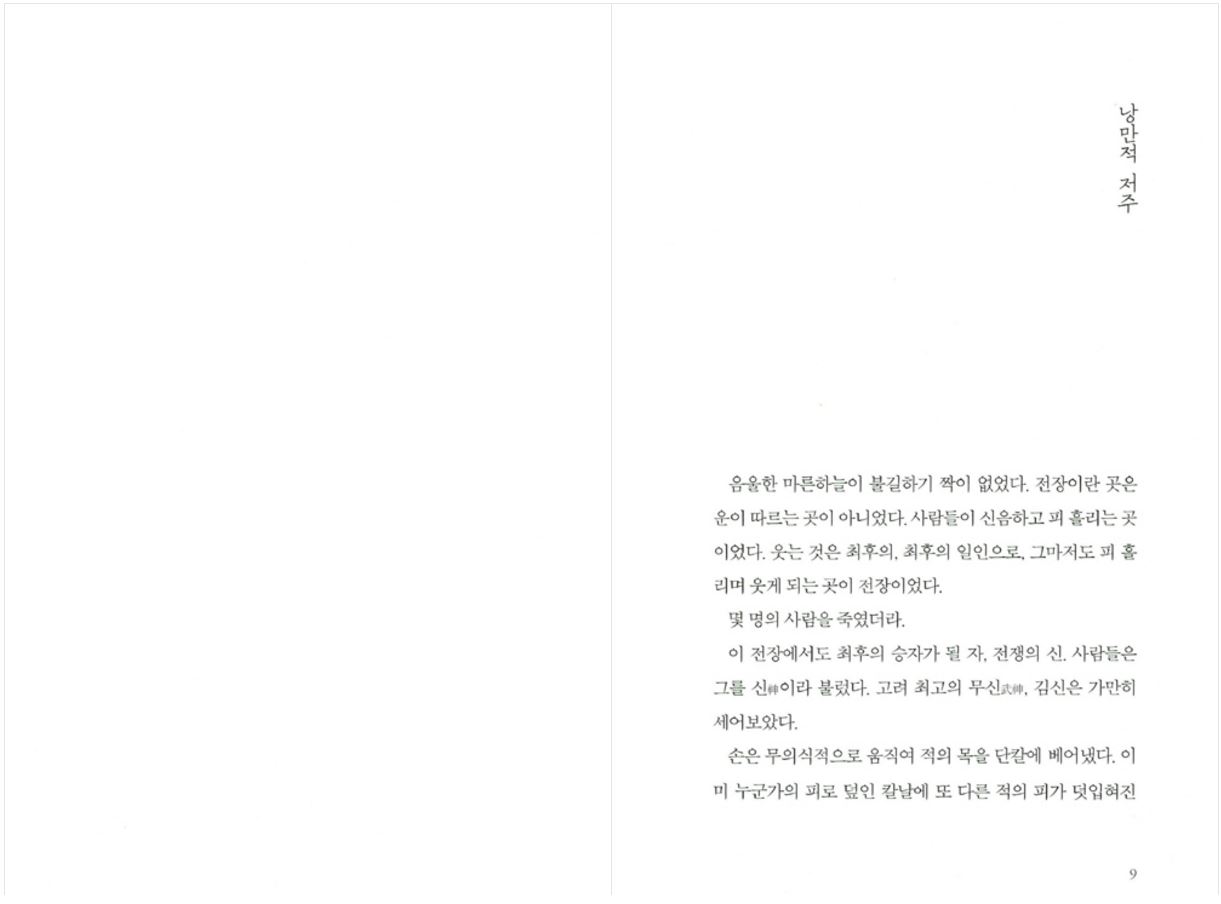 낭만적 저주
음울한 마른하늘이 불길하기 짝이 없었다. 전장이란 곳은
운이 따르는 곳이 아니었다. 사람들이 신음하고 피 흘리는 곳
이었다. 웃는 것은 최후의, 최후의 일인으로, 그마저도 피 흘
리며 웃게 되는 곳이 전장이었다.
몇 명의 사람을 죽였더라.
이 전장에서도 최후의 승자가 될 자, 전쟁의 신. 사람들은
그를 신神이라 불렀다. 고려 최고의 무신武神, 김신은 가만히
세어보았다.
손은 무의식적으로 움직여 적의 목을 단칼에 베어냈다. 이
미 누군가의 피로 덮인 칼날에 또 다른 적의 피가 덧입혀진
9